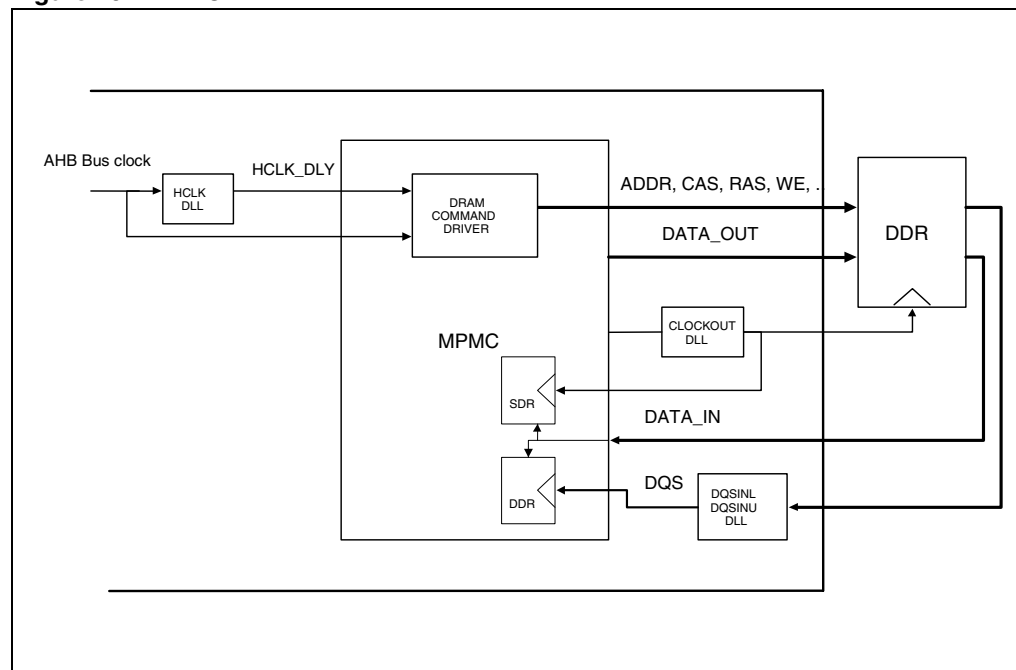 AHB Bus clock
HCLK_DLY
HCLK
DLL
DRAM
COMMAND
DRIVER
ADDR, CAS, RAS, WE, ..
DATA_OUT
DDR
CLOCKOUT
DLL
MPMC
SDR
DATA_IN
DDR
DQS
DQSINL
DQSINU
DLL